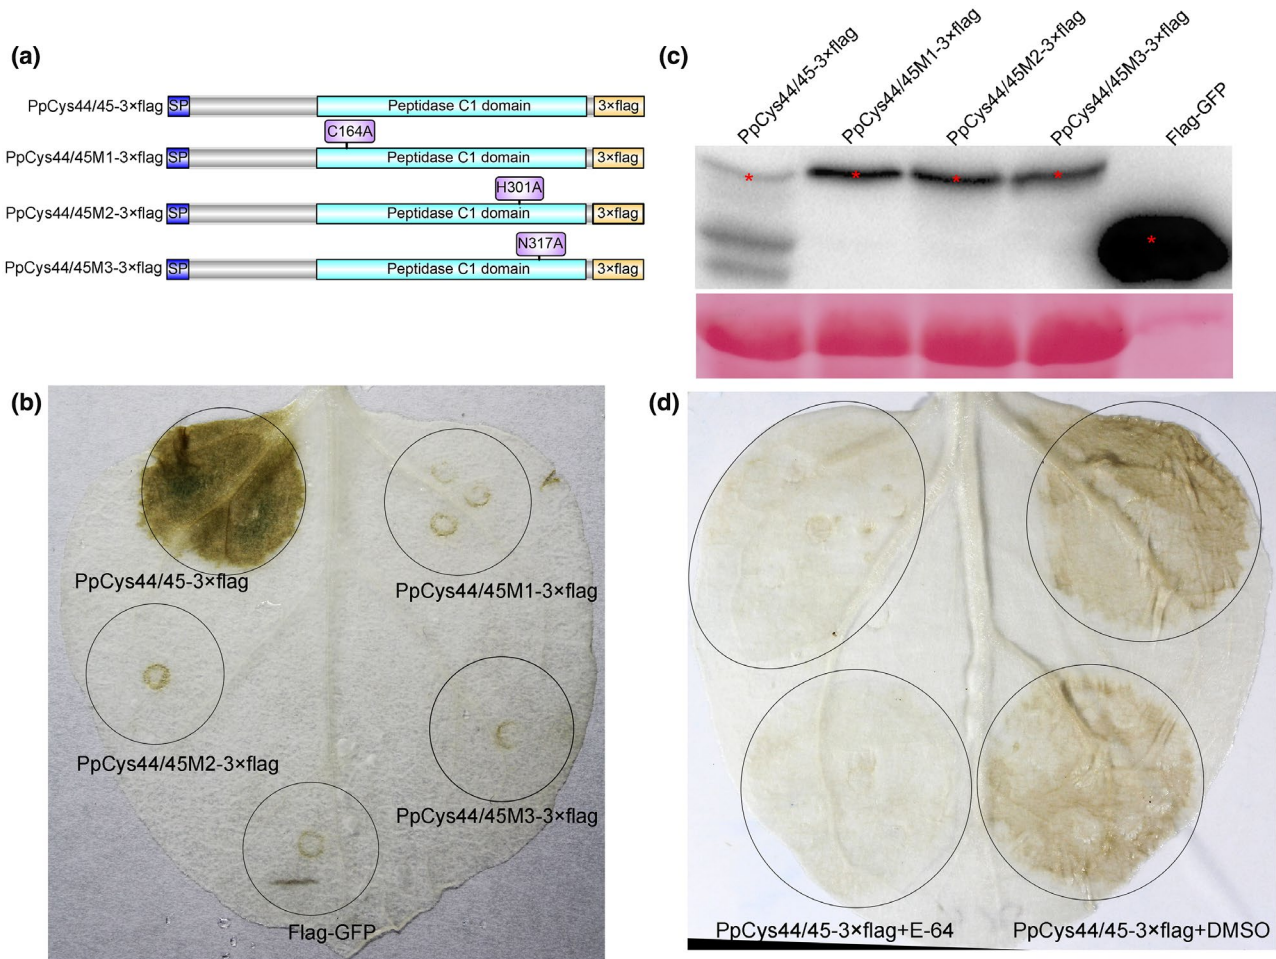 (a)
PpCys44/45-3×flag SP Peptidase C1 domain 3×flag
C164A
PpCys44/45M1-3×flag SP Peptidase C1 domain 3×flag
H301A
PpCys44/45M2-3×flag SP Peptidase C1 domain 3×flag
N317A
PpCys44/45M3-3×flag SP Peptidase C1 domain 3×flag
(c)
PpCys44/45-3×flag
PpCys44/45M1-3×flag
PpCys44/45M2-3×flag
PpCys44/45M3-3×flag
Flag-GFP
* * * * *
(b)
PpCys44/45-3×flag
PpCys44/45M1-3×flag
PpCys44/45M2-3×flag
PpCys44/45M3-3×flag
Flag-GFP
(d)
PpCys44/45-3×flag+E-64
PpCys44/45-3×flag+DMSO